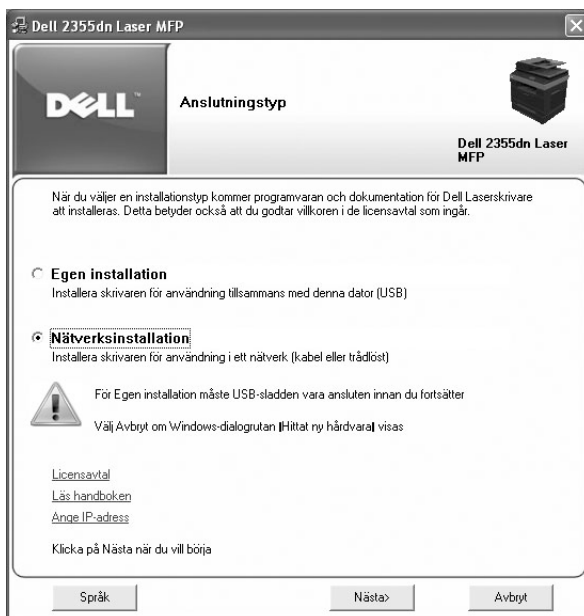 Dell 2355dn Laser MFP
DELL™
Anslutningstyp
Dell 2355dn Laser
MFP
När du väljer en installationstyp kommer programvaran och dokumentation för Dell Laserskrivare
att installeras. Detta betyder också att du godtar villkoren i de licensavtal som ingår.
Egen installation
Installera skrivaren för användning tillsammans med denna dator (USB)
Nätverksinstallation
Installera skrivaren för användning i ett nätverk (kabel eller trådlöst)
För Egen installation måste USB-sladden vara ansluten innan du fortsätter
Välj Avbryt om Windows-dialogrutan |Hittat ny hårdvara| visas
Licensavtal
Läs handboken
Ange IP-adress
Klicka på Nästa när du vill börja
Språk
Nästa>
Avbryt